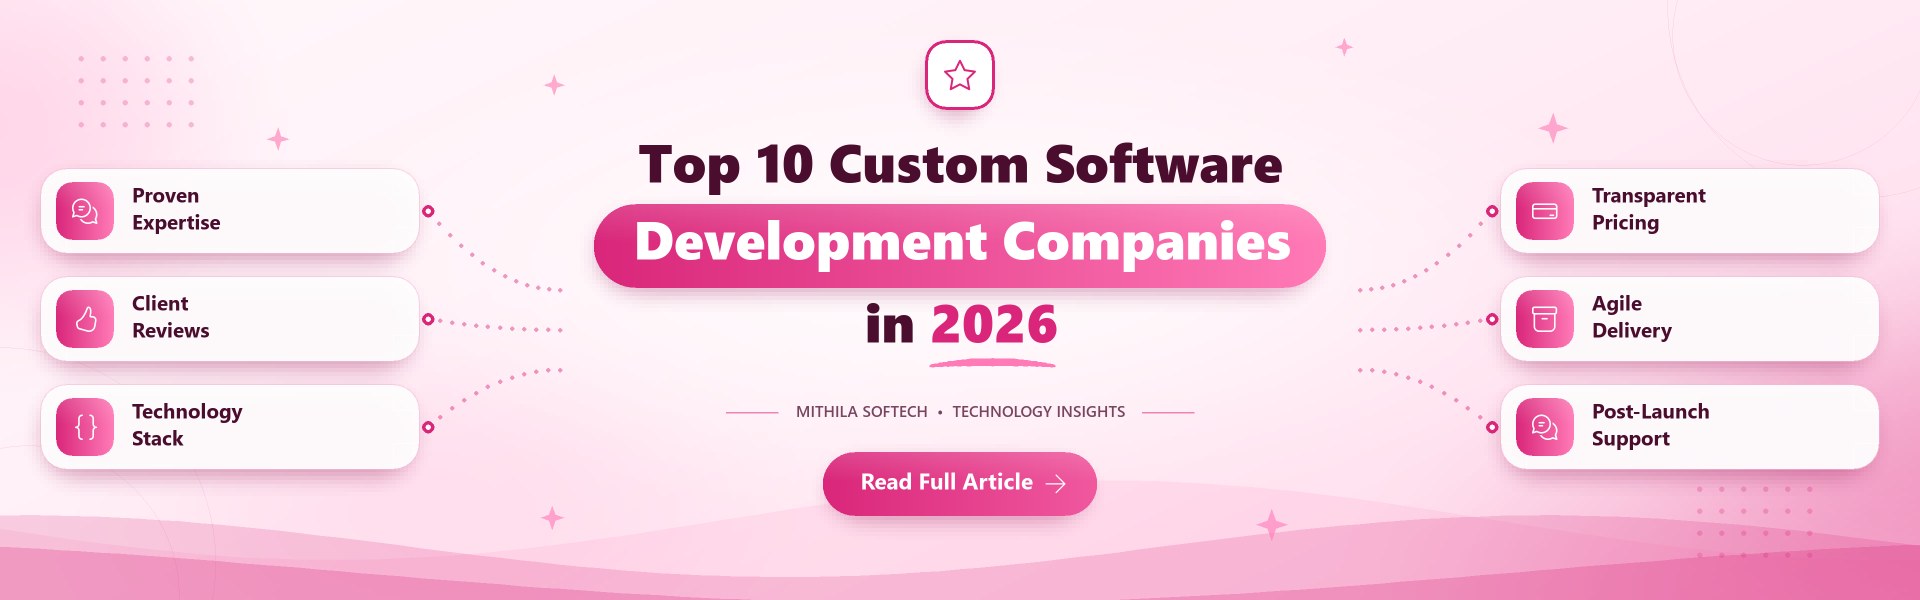 Top 10 Custom Software
Development Companies
in 2026
MITHILA SOFTECH • TECHNOLOGY INSIGHTS
Read Full Article →
Proven
Expertise
Client
Reviews
Technology
Stack
Transparent
Pricing
Agile
Delivery
Post-Launch
Support